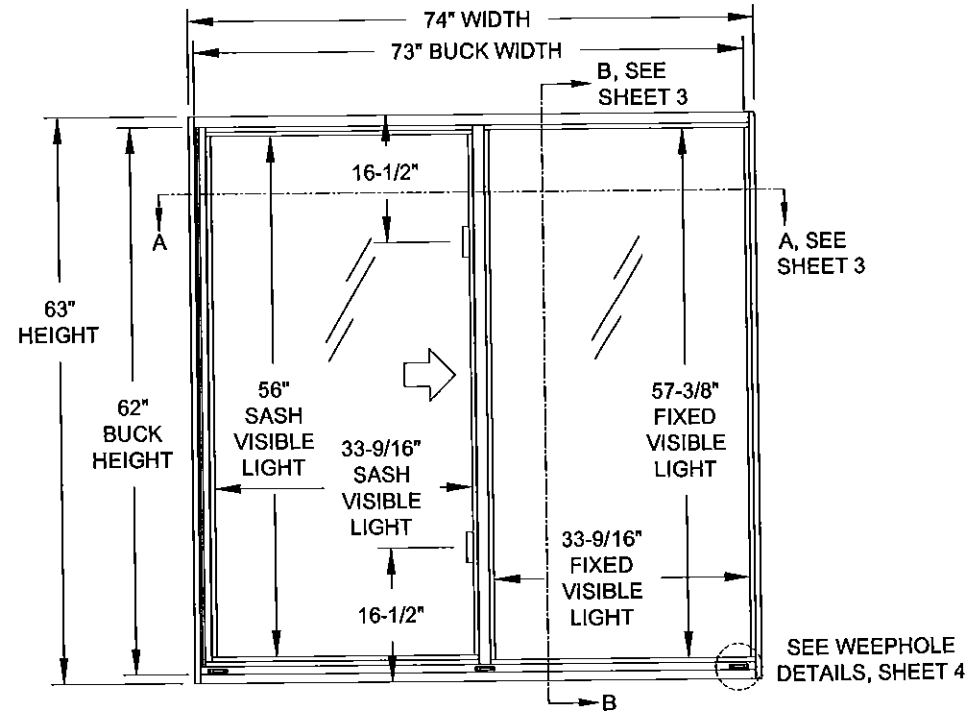 74" WIDTH
73" BUCK WIDTH
B, SEE
SHEET 3
16-1/2"
A
A, SEE
SHEET 3
63"
HEIGHT
62"
BUCK
HEIGHT
56"
SASH
VISIBLE
LIGHT
33-9/16"
SASH
VISIBLE
LIGHT
57-3/8"
FIXED
VISIBLE
LIGHT
33-9/16"
FIXED
VISIBLE
LIGHT
16-1/2"
SEE WEEPHOLE
DETAILS, SHEET 4
B